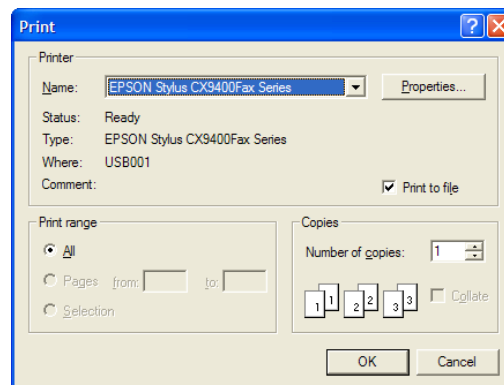 Print
Printer
Name: EPSON Stylus CX9400Fax Series Properties...
Status: Ready
Type: EPSON Stylus CX9400Fax Series
Where: USB001
Comment: Print to file
Print range
All
Pages from: to:
Selection
Copies
Number of copies: 1
1 1 2 2 3 3 Collate
OK Cancel